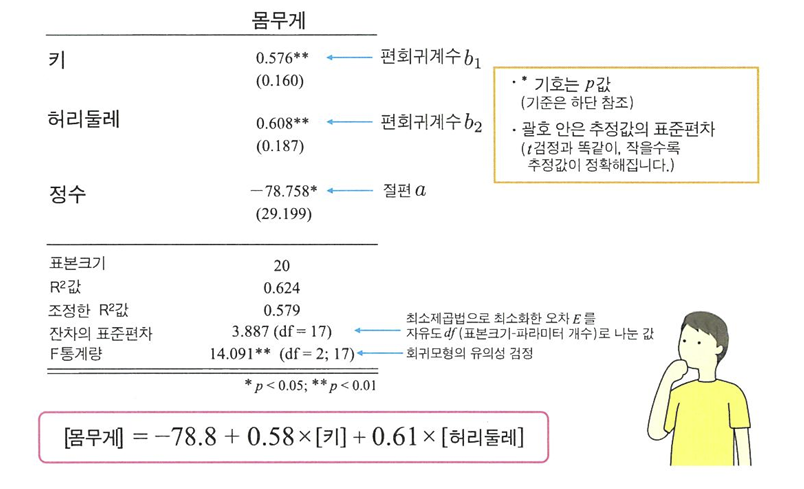 몸무게
키 0.576** 편회귀계수 b₁
(0.160)
허리둘레 0.608** 편회귀계수 b₂
(0.187)
정수 −78.758* 절편 a
(29.199)
· * 기호는 p값
(기준은 하단 참조)
· 괄호 안은 추정값의 표준편차
(t검정과 똑같이, 작을수록
추정값이 정확해집니다.)
표본크기 20
R²값 0.624
조정한 R²값 0.579
잔차의 표준편차 3.887 (df = 17)
최소제곱법으로 최소화한 오차 E를
자유도 df (표본크기-파라미터 개수)로 나눈 값
F통계량 14.091** (df = 2; 17) 회귀모형의 유의성 검정
* p < 0.05; ** p < 0.01
[몸무게] = −78.8 + 0.58×[키] + 0.61×[허리둘레]